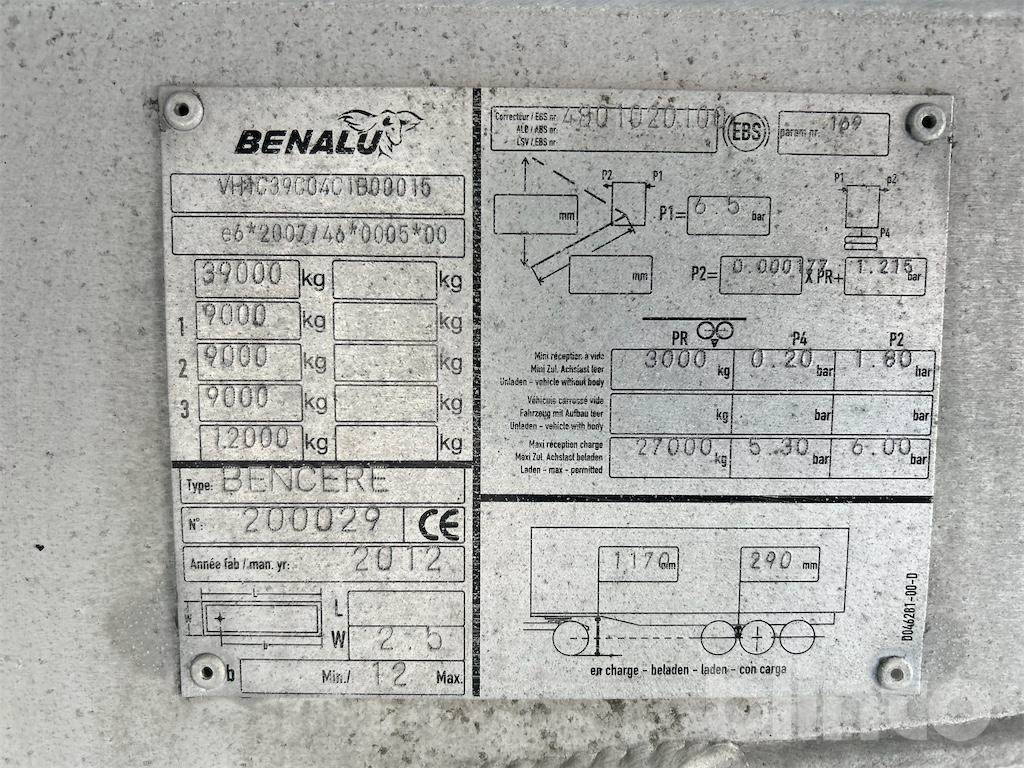 BENALU
VH1C39C04C1B00015
e6*2007/46*0005*00
39000 kg kg
1 9000 kg kg
2 9000 kg kg
3 9000 kg kg
12000 kg kg
Type: BENCERE
N°: 200029 CE
Année fab / man. yr: 2012
L
W L
W 2.5
b
b Min./ 12 Max.
Correcteur / EBS nr.
ALB / ABS nr.
LSV / EBS nr. 4801020100
EBS
param nr. 169
P2 P1
mm
mm
P1= 6.5 bar
P1 P2
P4
P2= 0.000177 X PR+ 1.215 bar
PR P4 P2
Mini réception à vide
Mini Zul. Achslast leer
Unladen - vehicle without body
3000 kg 0.20 bar 1.80 bar
Véhicule carrossé vide
Fahrzeug mit Aufbau leer
Unladen - vehicle with body
kg bar bar
Maxi réception charge
Maxi Zul. Achslast beladen
Laden - max - permitted
27000 kg 5.30 bar 6.00 bar
1,170 mm 290 mm
en charge - beladen - laden - con carga
D046281-00-D
blinto